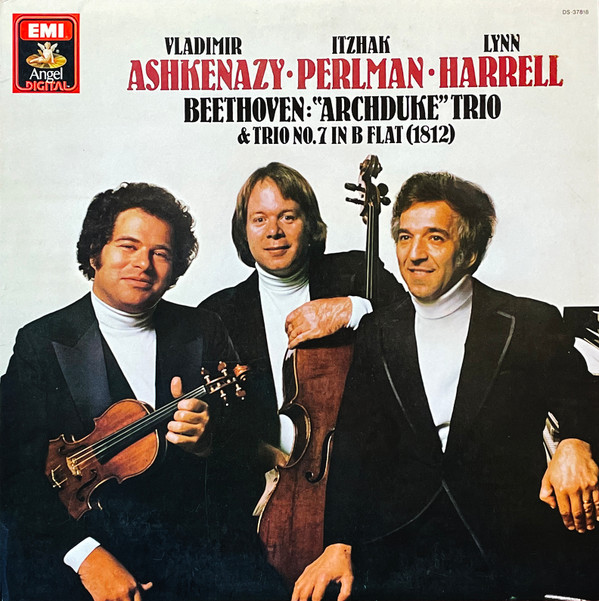 DS-37818
EMI
Angel
DIGITAL
VLADIMIR ITZHAK LYNN
ASHKENAZY·PERLMAN·HARRELL
BEETHOVEN: “ARCHDUKE” TRIO
& TRIO NO. 7 IN B FLAT (1812)